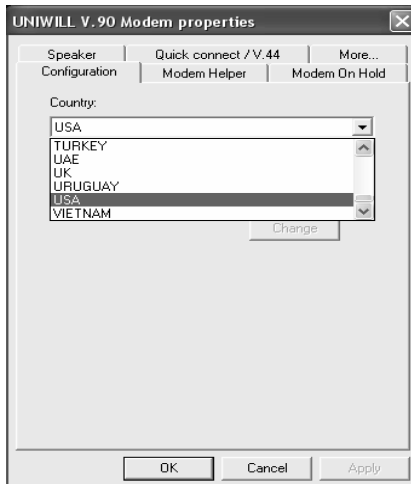 UNIWILL V.90 Modem properties
Speaker Quick connect / V.44 More...
Configuration Modem Helper Modem On Hold
Country:
USA
TURKEY
UAE
UK
URUGUAY
USA
VIETNAM
Change
OK Cancel Apply